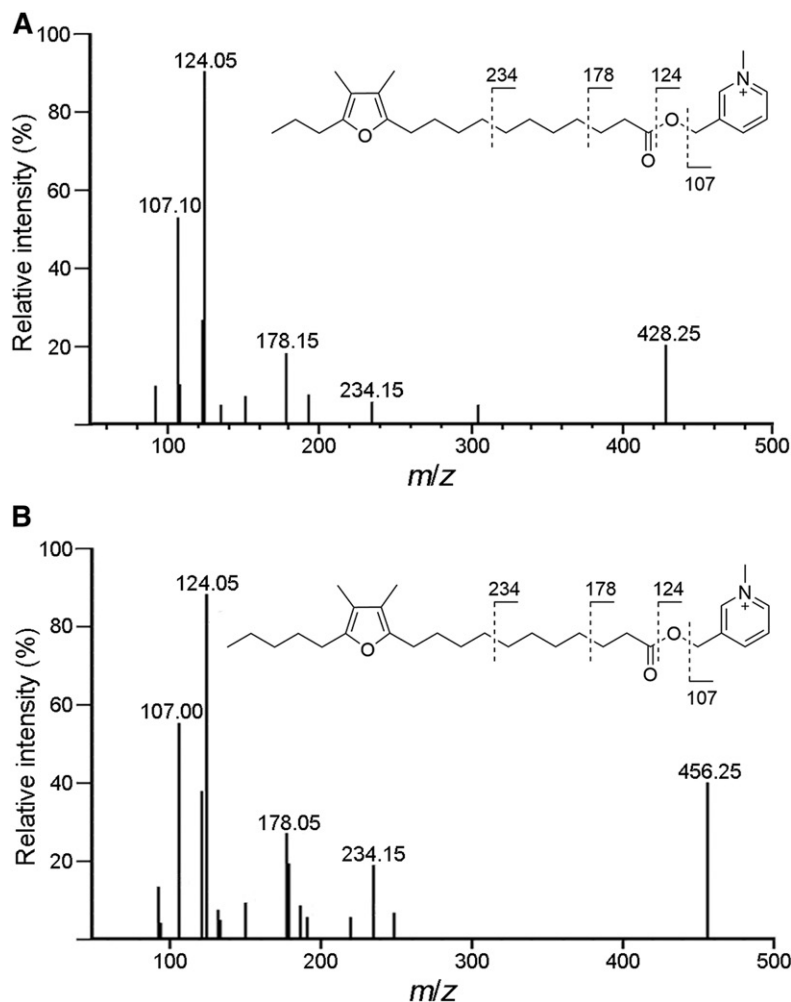 A
100
80
60
40
20
Relative intensity (%)
124.05
107.10
178.15
234.15
428.25
234
178
124
107
O
O
O
N
+
100
200
300
400
500
m/z
B
100
80
60
40
20
Relative intensity (%)
124.05
107.00
178.05
234.15
456.25
234
178
124
107
O
O
O
N
+
100
200
300
400
500
m/z